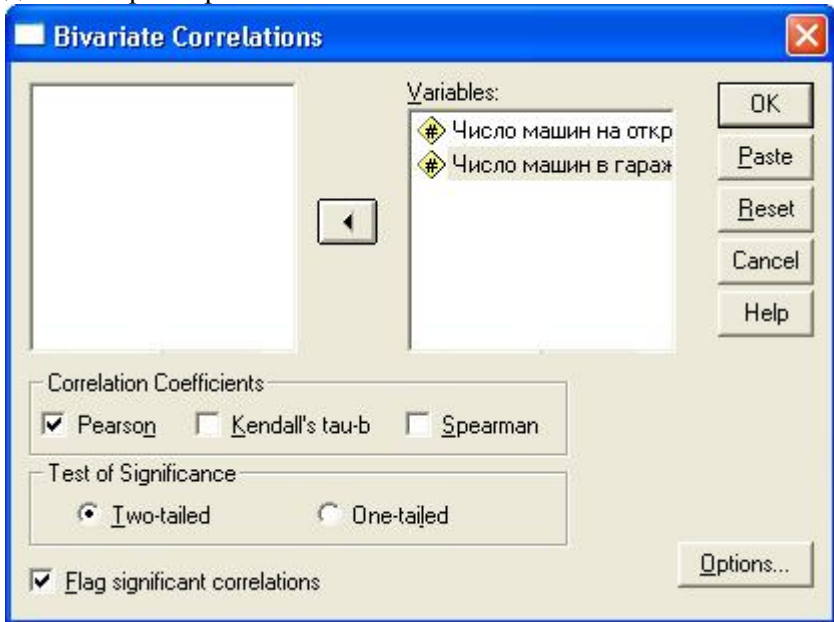 Bivariate Correlations
Variables:
Число машин на откр
Число машин в гараж
OK
Paste
Reset
Cancel
Help
Correlation Coefficients
Pearson
Kendall's tau-b
Spearman
Test of Significance
Two-tailed
One-tailed
Flag significant correlations
Options...